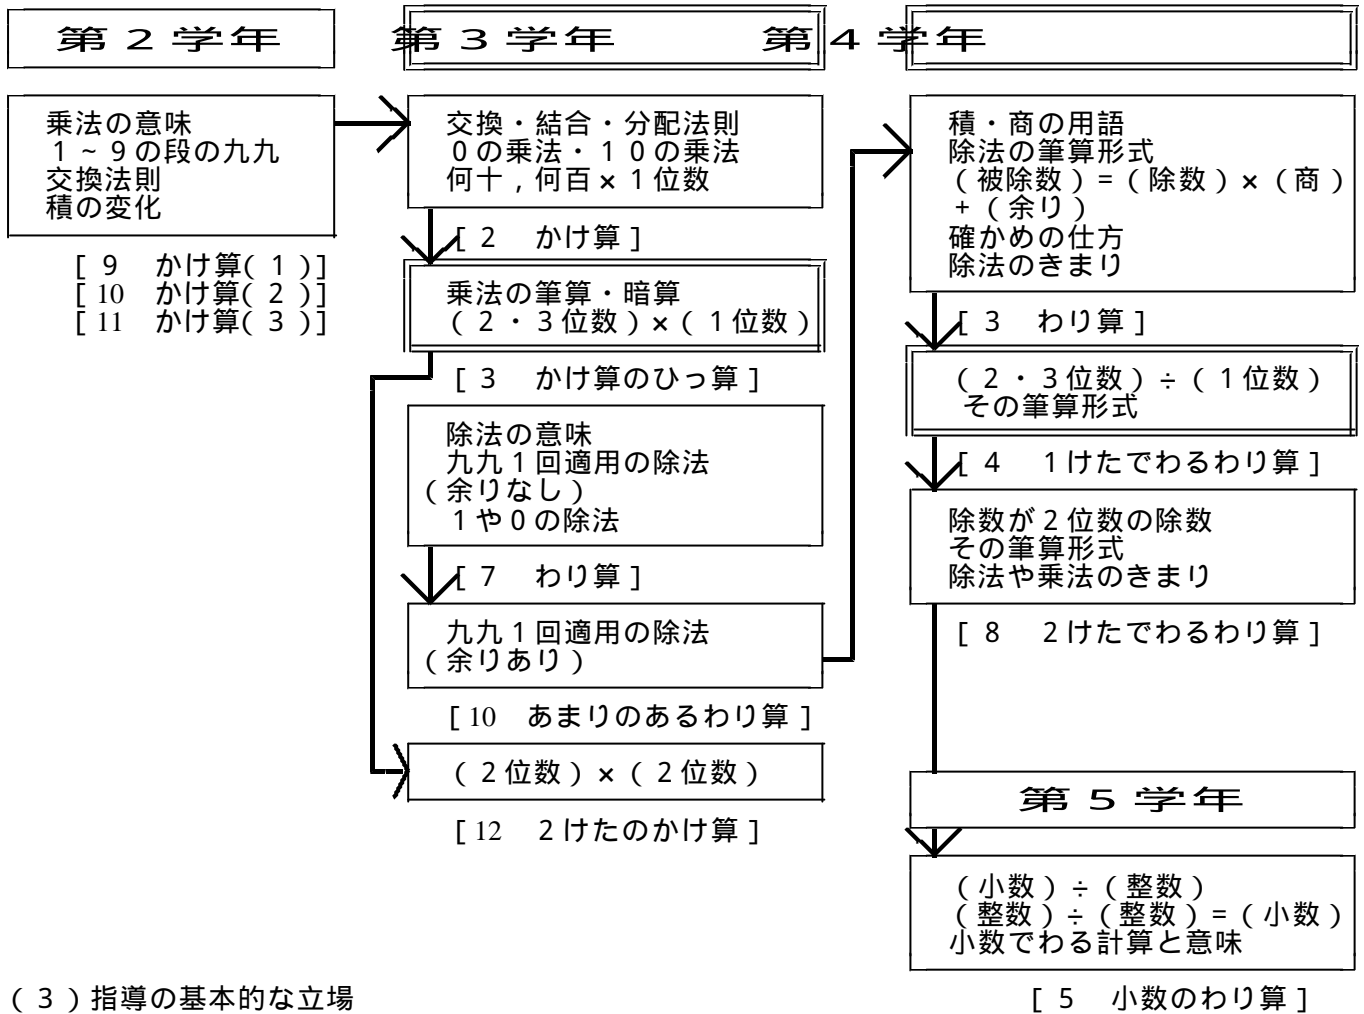 第２学年
第３学年
第４学年
乗法の意味
１～９の段の九九
交換法則
積の変化
[ 9 かけ算(1)]
[ 10 かけ算(2)]
[ 11 かけ算(3)]
交換・結合・分配法則
０の乗法・１０の乗法
何十，何百×１位数
[ 2 かけ算 ]
乗法の筆算・暗算
（２・３位数）×（１位数）
[ 3 かけ算のひっ算 ]
除法の意味
九九１回適用の除法
（余りなし）
１や０の除法
[ 7 わり算 ]
九九１回適用の除法
（余りあり）
[ 10 あまりのあるわり算 ]
（２位数）×（２位数）
[ 12 ２けたのかけ算 ]
積・商の用語
除法の筆算形式
（被除数）＝（除数）×（商）
＋（余り）
確かめの仕方
除法のきまり
[ 3 わり算 ]
（２・３位数）÷（１位数）
その筆算形式
[ 4 １けたでわるわり算 ]
除数が２位数の除数
その筆算形式
除法や乗法のきまり
[ 8 ２けたでわるわり算 ]
第５学年
（小数）÷（整数）
（整数）÷（整数）＝（小数）
小数でわる計算と意味
[ 5 小数のわり算 ]
（３）指導の基本的な立場